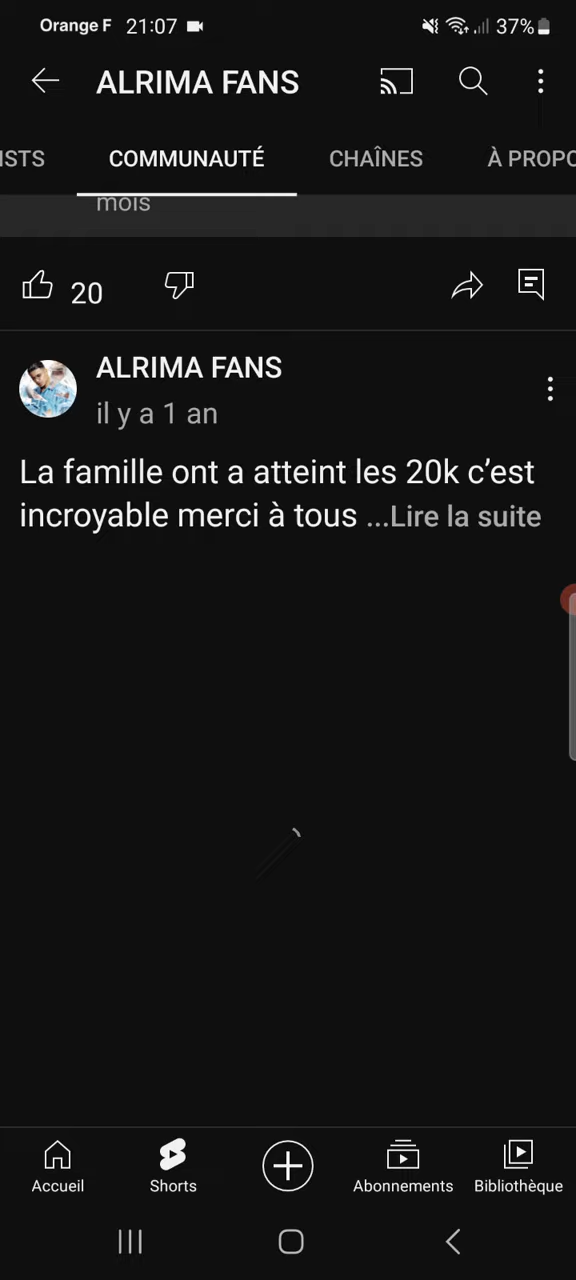 Orange F 21:07 37%
ALRIMA FANS
ISTS COMMUNAUTÉ CHAÎNES À PROPO
mois
20
ALRIMA FANS
il y a 1 an
La famille ont a atteint les 20k c’est
incroyable merci à tous ...Lire la suite
Accueil Shorts Abonnements Bibliothèque